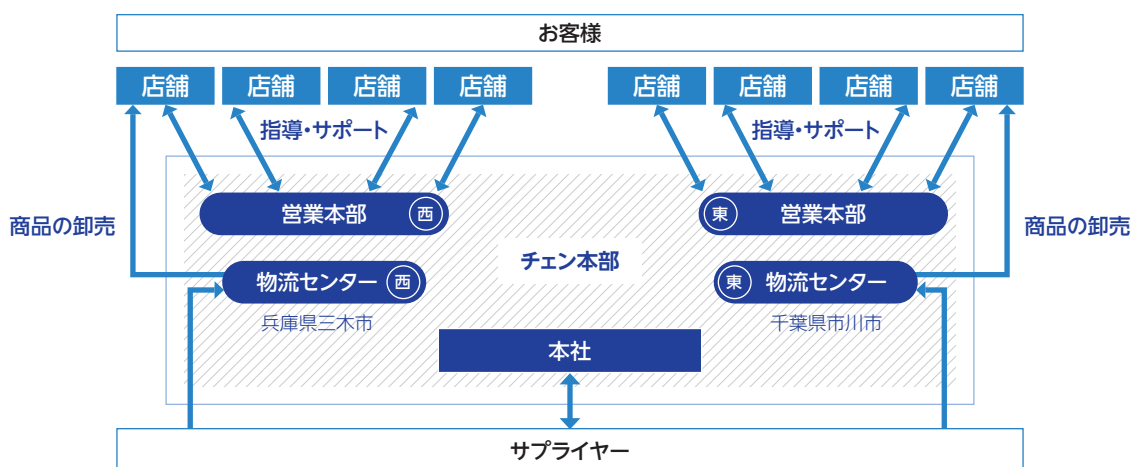 お客様
店舗 店舗 店舗 店舗 店舗 店舗 店舗 店舗
指導・サポート 指導・サポート
営業本部 西 東 営業本部
商品の卸売 商品の卸売
チェン本部
物流センター 西 東 物流センター
兵庫県三木市 千葉県市川市
本社
サプライヤー